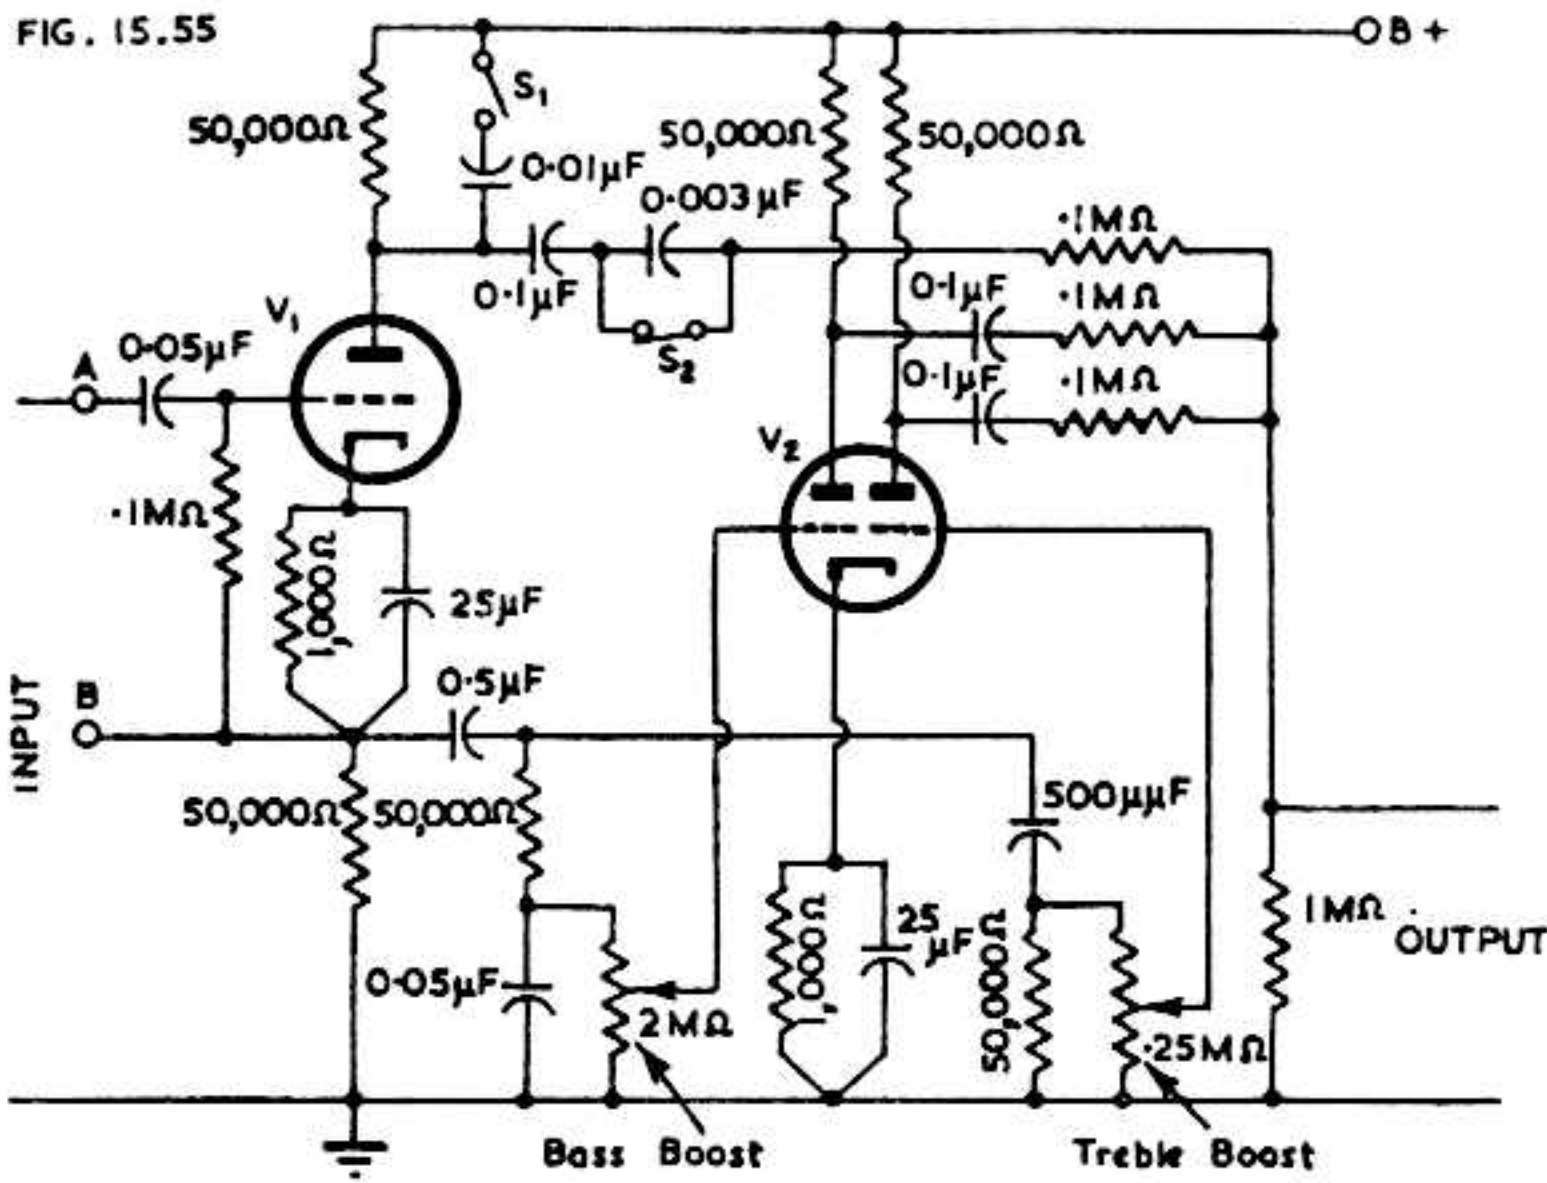 FIG. 15.55
B +
S₁
50,000Ω
50,000Ω
50,000Ω
0·01μF
0·003μF
·1MΩ
0·1μF
0·1μF
·1MΩ
V₁
S₂
0·1μF
·1MΩ
A
0·05μF
V₂
·1MΩ
1,000Ω
25μF
INPUT
B
0·5μF
50,000Ω
50,000Ω
500μμF
0·05μF
2MΩ
1,000Ω
25
μF
50,000Ω
·25MΩ
1MΩ
OUTPUT
Bass Boost
Treble Boost